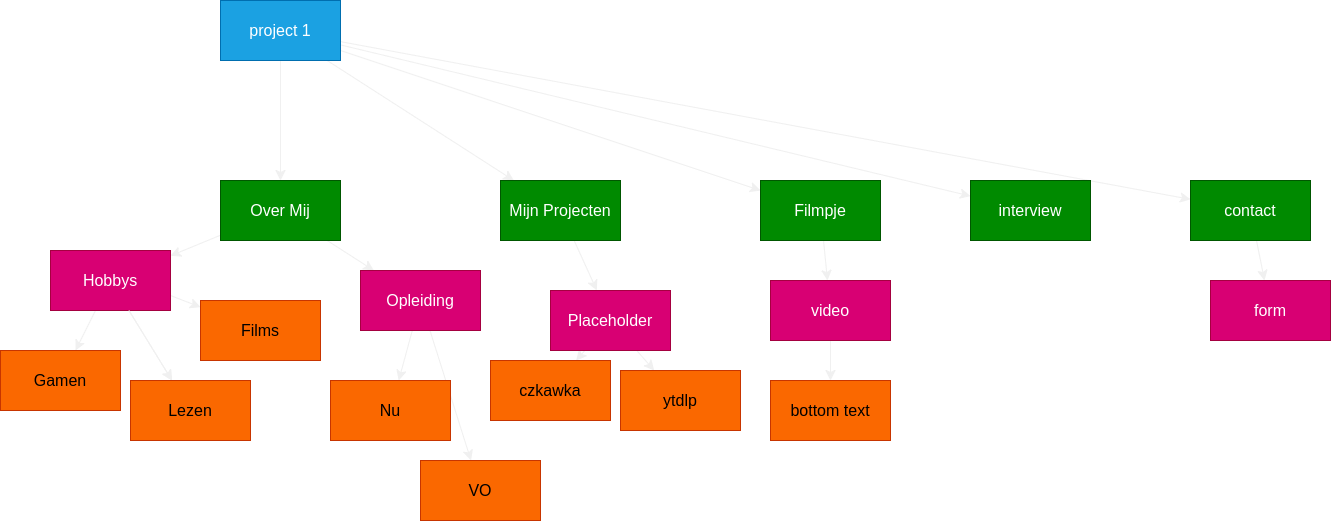 project 1
Over Mij
Mijn Projecten
Filmpje
interview
contact
Hobbys
Opleiding
Placeholder
video
form
Films
Gamen
Lezen
Nu
czkawka
ytdlp
bottom text
VO